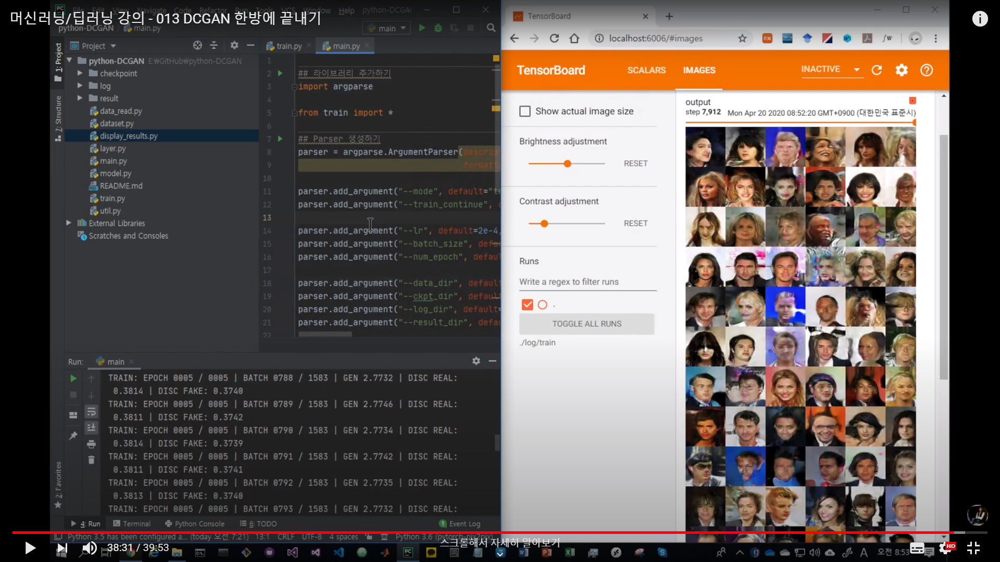 머신러닝/딥러닝 강의 - 013 DCGAN 한방에 끝내기
File Edit View Navigate Code Refactor Run Tools VCS Window Help python-DCGAI
python-DCGAN main.py
main
1: Project
Project
python-DCGAN E:₩GitHub₩python-DCGAN
checkpoint
log
result
data_read.py
dataset.py
display_results.py
layer.py
main.py
model.py
README.md
train.py
util.py
External Libraries
Scratches and Consoles
7: Structure
2: Favorites
train.py main.py
1
2 ## 라이브러리 추가하기
3 import argparse
4
5 from train import *
6
7 ## Parser 생성하기
8 parser = argparse.ArgumentParser(descrip
9 formatt
10
11 parser.add_argument("--mode", default="tr
12 parser.add_argument("--train_continue",
13
14 parser.add_argument("--lr", default=2e-4,
15 parser.add_argument("--batch_size", defau
16 parser.add_argument("--num_epoch", defaul
17
18 parser.add_argument("--data_dir", default
19 parser.add_argument("--ckpt_dir", default
20 parser.add_argument("--log_dir", default=
21 parser.add_argument("--result_dir", defau
22
Run: main
TRAIN: EPOCH 0005 / 0005 | BATCH 0788 / 1583 | GEN 2.7732 | DISC REAL:
0.3814 | DISC FAKE: 0.3740
TRAIN: EPOCH 0005 / 0005 | BATCH 0789 / 1583 | GEN 2.7746 | DISC REAL:
0.3811 | DISC FAKE: 0.3742
TRAIN: EPOCH 0005 / 0005 | BATCH 0790 / 1583 | GEN 2.7734 | DISC REAL:
0.3814 | DISC FAKE: 0.3739
TRAIN: EPOCH 0005 / 0005 | BATCH 0791 / 1583 | GEN 2.7742 | DISC REAL:
0.3811 | DISC FAKE: 0.3741
TRAIN: EPOCH 0005 / 0005 | BATCH 0792 / 1583 | GEN 2.7735 | DISC REAL:
0.3813 | DISC FAKE: 0.3740
TRAIN: EPOCH 0005 / 0005 | BATCH 0793 / 1583 | GEN 2.7732 | DISC REAL:
4: Run Terminal Python Console 6: TODO 1 Event Log
Python 3.5 has been configured a... (today 오전 7:21) 13:1 CRLF UTF-8 4 spaces Python 3.6 (pytorch-pix2pix)
TensorBoard
localhost:6006/#images
TensorBoard SCALARS IMAGES INACTIVE
Show actual image size
Brightness adjustment
RESET
Contrast adjustment
RESET
Runs
Write a regex to filter runs
.
TOGGLE ALL RUNS
./log/train
output
step 7,912 Mon Apr 20 2020 08:52:20 GMT+0900 (대한민국 표준시)
38:31 / 39:53
스크롤해서 자세히 알아보기
오전 8:53
HD